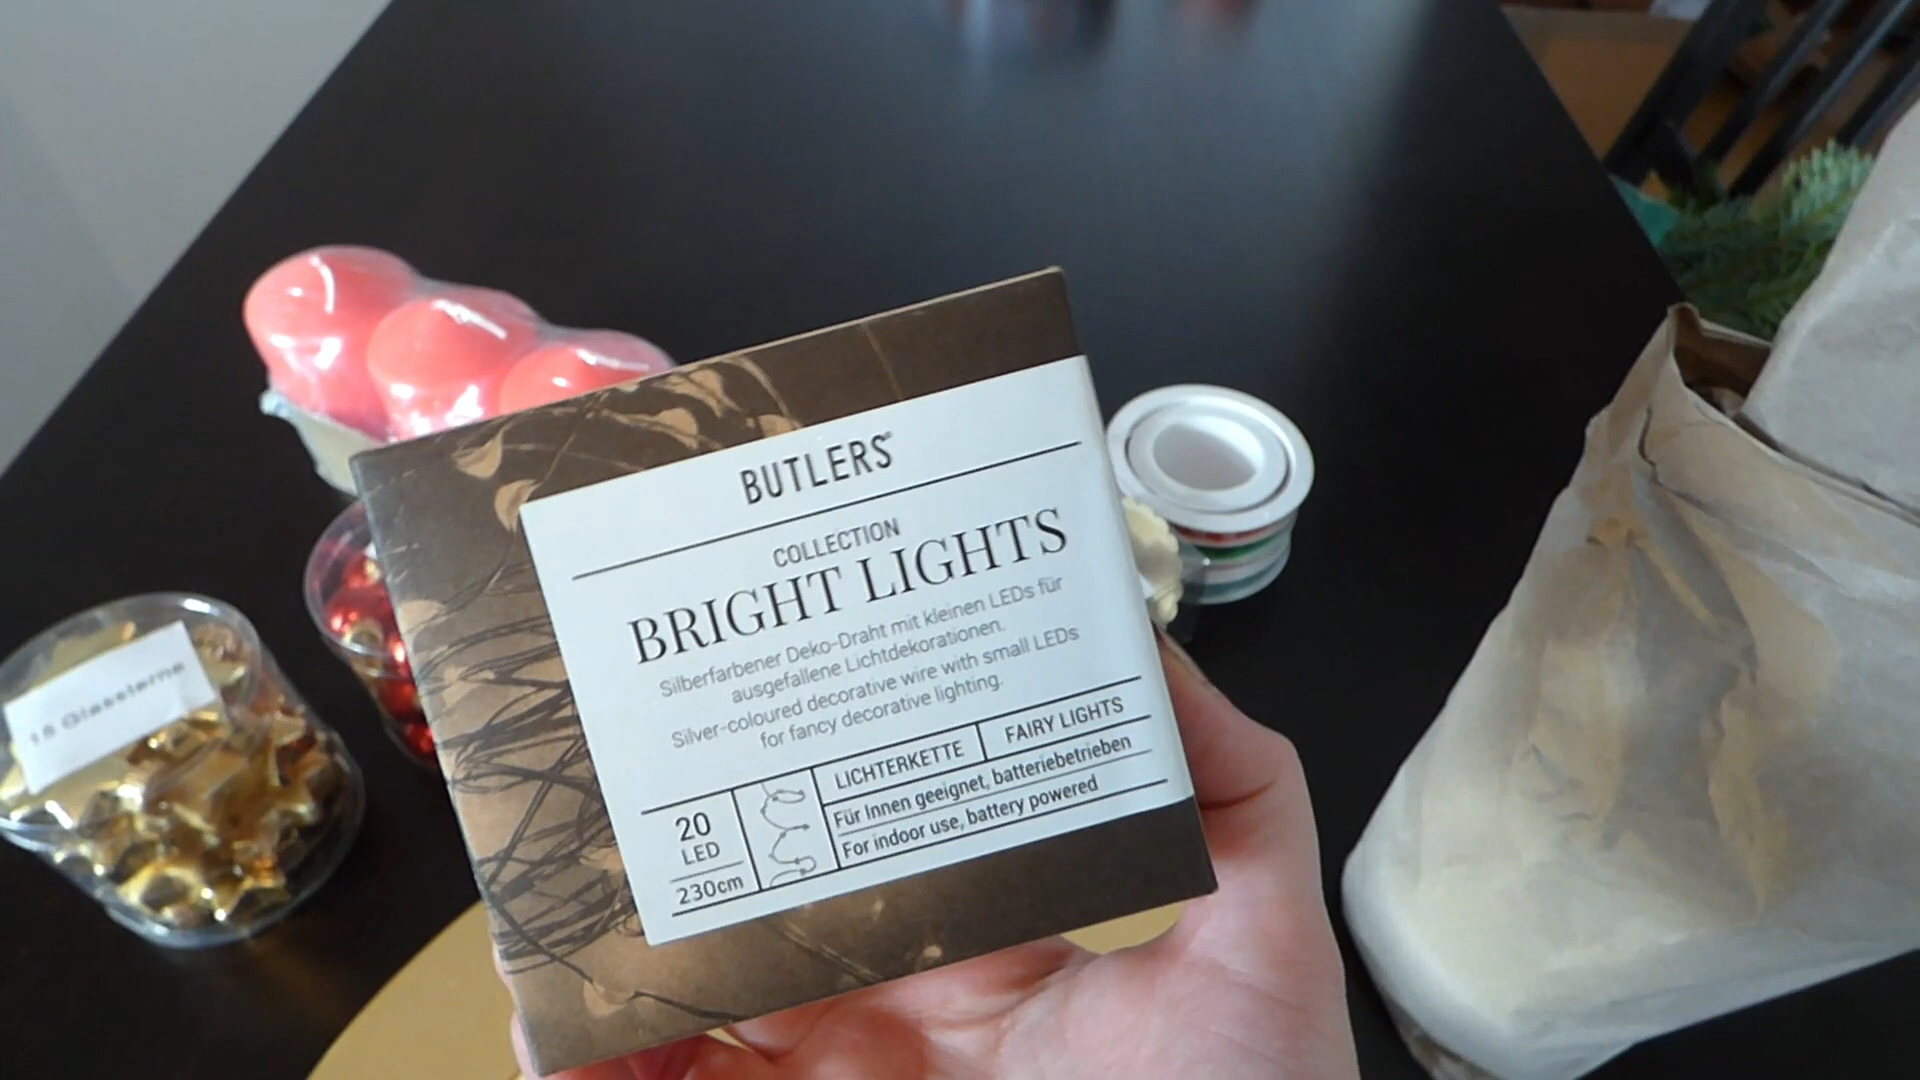 BUTLERS
COLLECTION
BRIGHT LIGHTS
Silberfarbener Deko-Draht mit kleinen LEDs für
ausgefallene Lichtdekorationen.
Silver-coloured decorative wire with small LEDs
for fancy decorative lighting.
20
LED
230cm
LICHTERKETTE
FAIRY LIGHTS
Für Innen geeignet, batteriebetrieben
For indoor use, battery powered
18 Glassterne